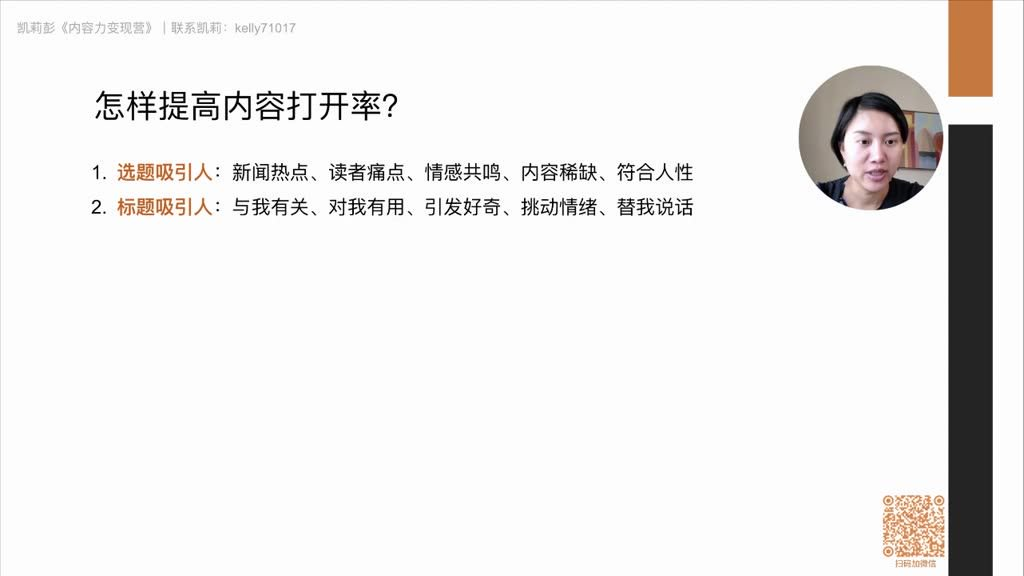 凯莉彭《内容力变现营》｜联系凯莉：kelly71017
怎样提高内容打开率？
1. 选题吸引人：新闻热点、读者痛点、情感共鸣、内容稀缺、符合人性
2. 标题吸引人：与我有关、对我有用、引发好奇、挑动情绪、替我说话
扫码加微信